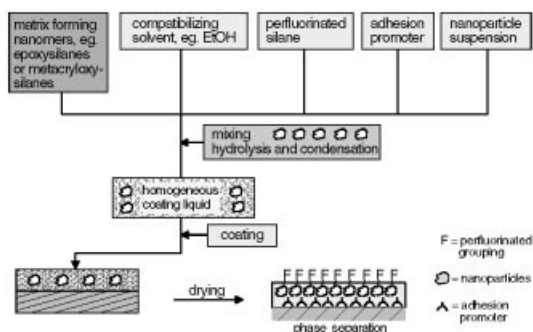 matrix forming
nanomers, eg.
epoxysilanes
or metacryloxy-
silanes
compatibilizing
solvent, eg. EtOH
perfluorinated
silane
adhesion
promoter
nanoparticle
suspension
mixing
hydrolysis and condensation
homogeneous
coating liquid
coating
drying
F F F F F F F F F
phase separation
F = perfluorinated
grouping
= nanoparticles
= adhesion
promoter